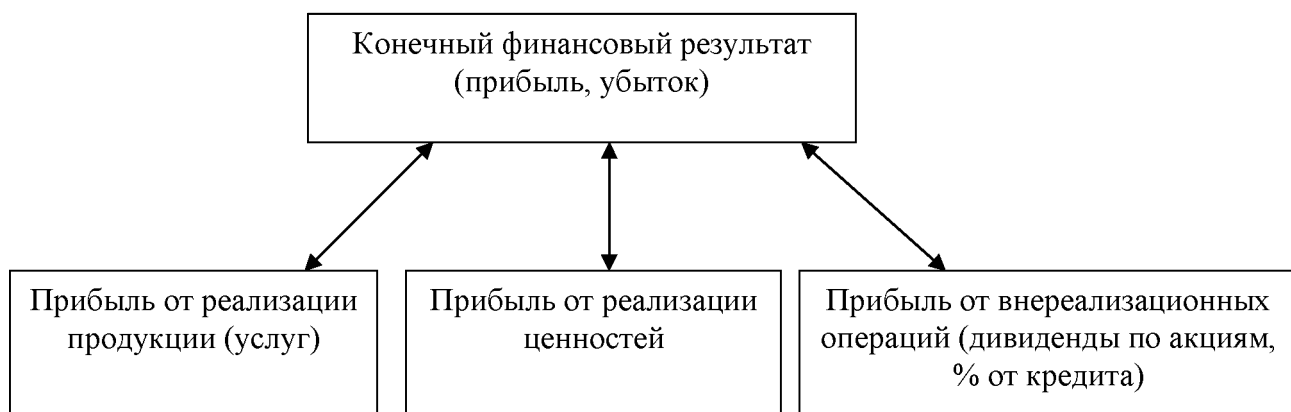 Конечный финансовый результат
(прибыль, убыток)
Прибыль от реализации
продукции (услуг)
Прибыль от реализации
ценностей
Прибыль от внереализационных
операций (дивиденды по акциям,
% от кредита)